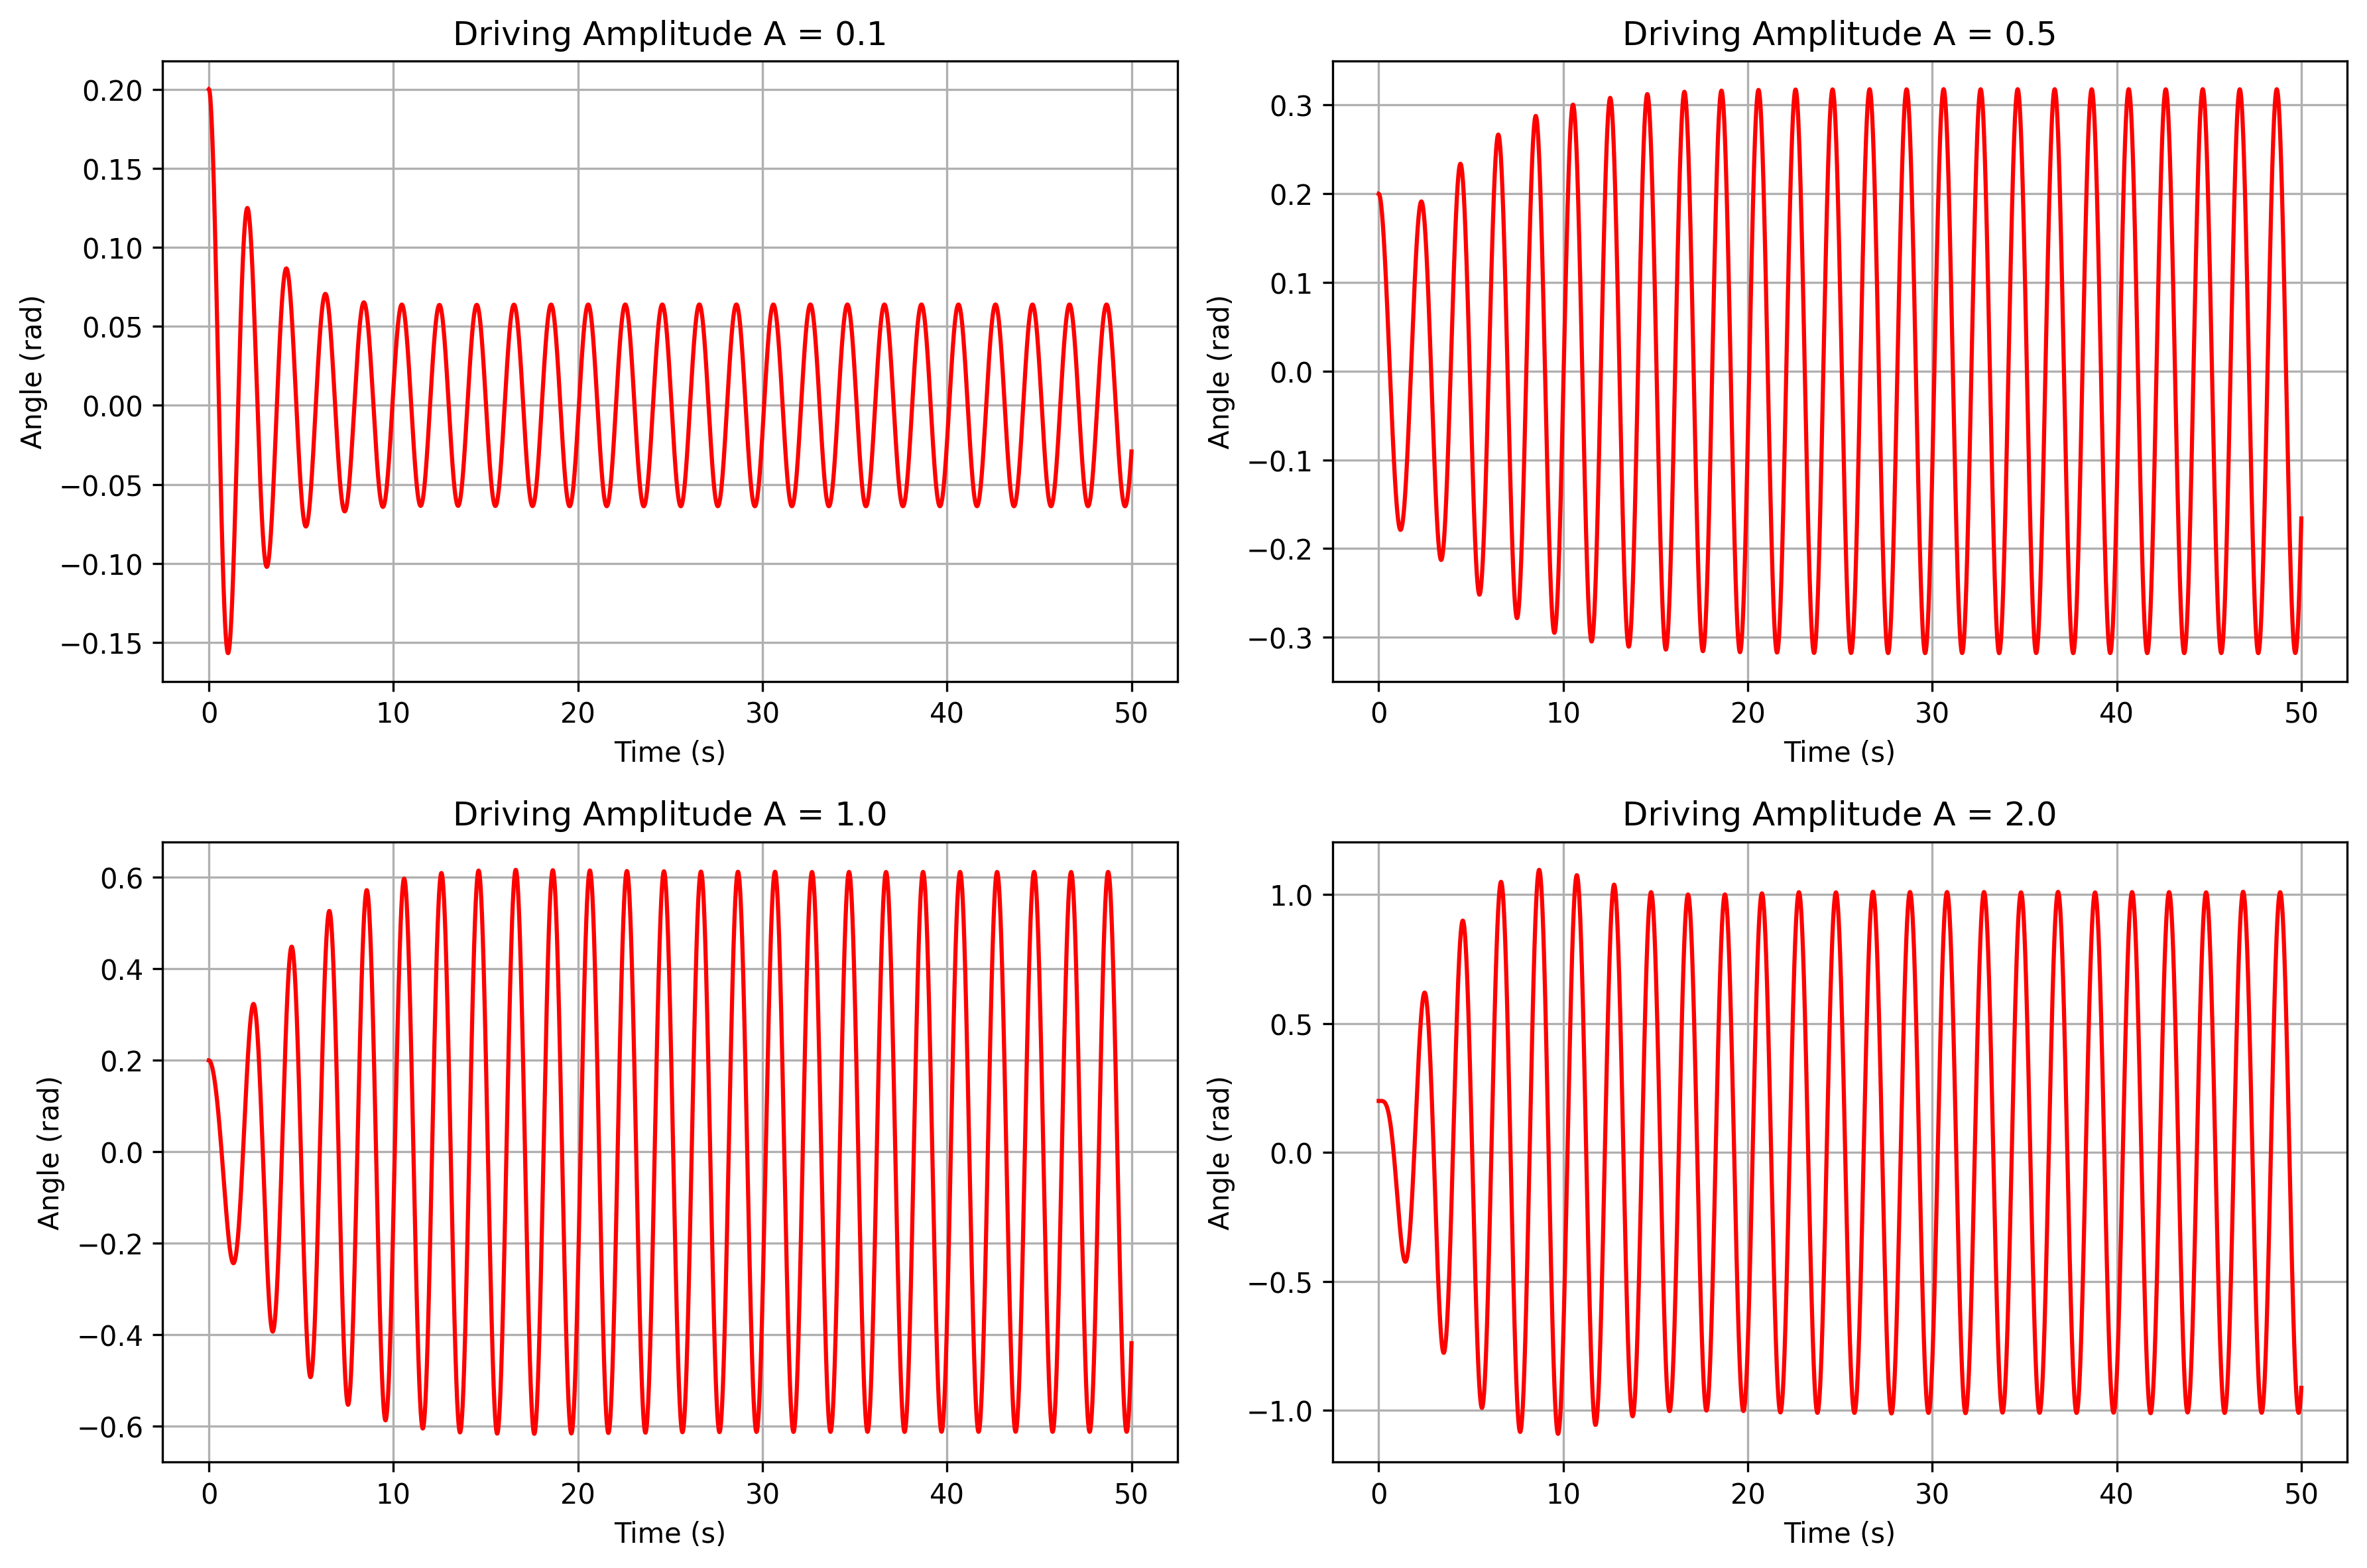 Driving Amplitude A = 0.1
0.20
0.15
0.10
0.05
0.00
−0.05
−0.10
−0.15
Angle (rad)
0 10 20 30 40 50
Time (s)
Driving Amplitude A = 0.5
0.3
0.2
0.1
0.0
−0.1
−0.2
−0.3
Angle (rad)
0 10 20 30 40 50
Time (s)
Driving Amplitude A = 1.0
0.6
0.4
0.2
0.0
−0.2
−0.4
−0.6
Angle (rad)
0 10 20 30 40 50
Time (s)
Driving Amplitude A = 2.0
1.0
0.5
0.0
−0.5
−1.0
Angle (rad)
0 10 20 30 40 50
Time (s)